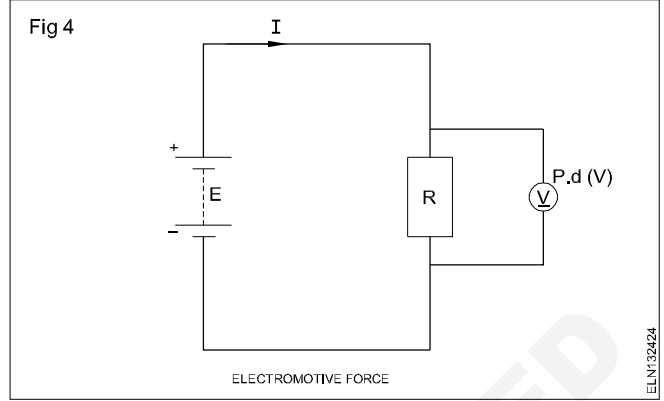 Fig 4
I
+
E
−
R
P.d (V)
V
ELECTROMOTIVE FORCE
ELN132424